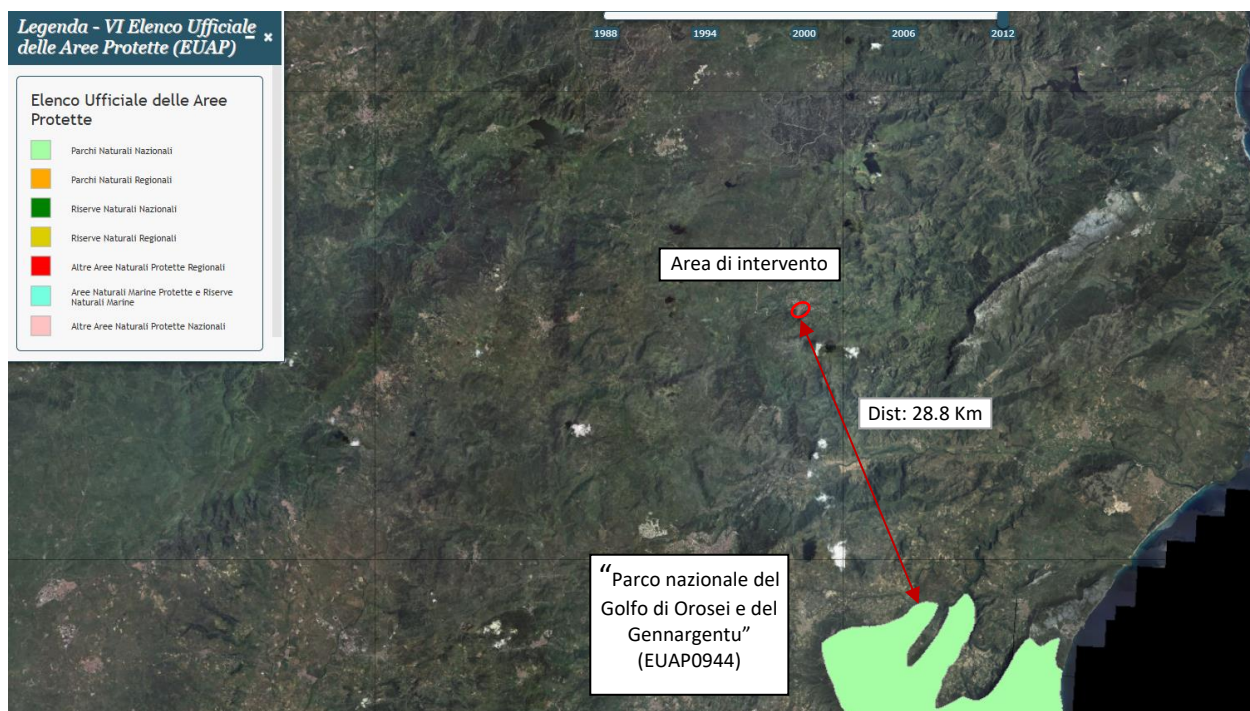 Legenda - VI Elenco Ufficiale
delle Aree Protette (EUAP)
Elenco Ufficiale delle Aree
Protette
Parchi Naturali Nazionali
Parchi Naturali Regionali
Riserve Naturali Nazionali
Riserve Naturali Regionali
Altre Aree Naturali Protette Regionali
Aree Naturali Marine Protette e Riserve
Naturali Marine
Altre Aree Naturali Protette Nazionali
1988 1994 2000 2006 2012
Area di intervento
Dist: 28.8 Km
“Parco nazionale del
Golfo di Orosei e del
Gennargentu”
(EUAP0944)